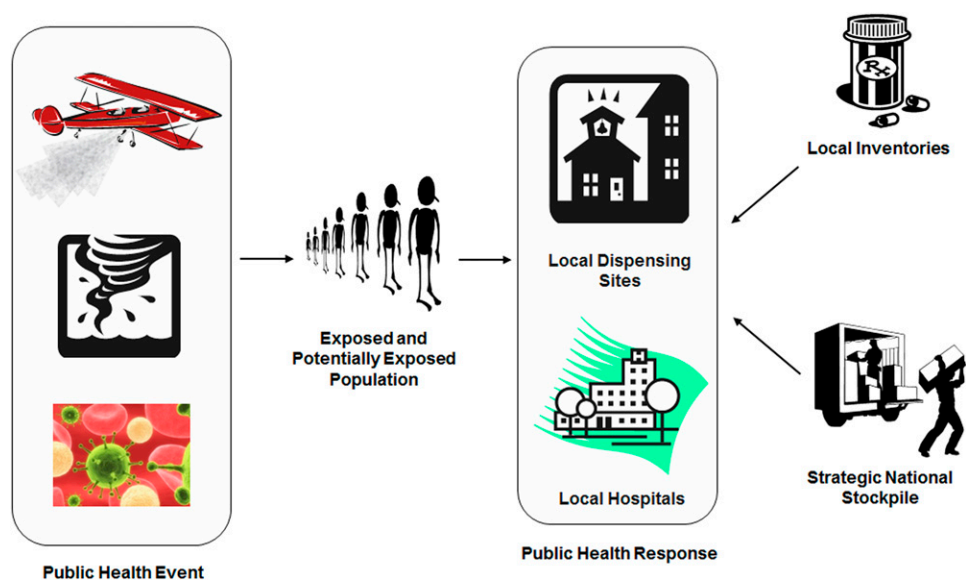 Rx
Local Inventories
Local Dispensing
Sites
Exposed and
Potentially Exposed
Population
H
Local Hospitals
Strategic National
Stockpile
Public Health Response
Public Health Event